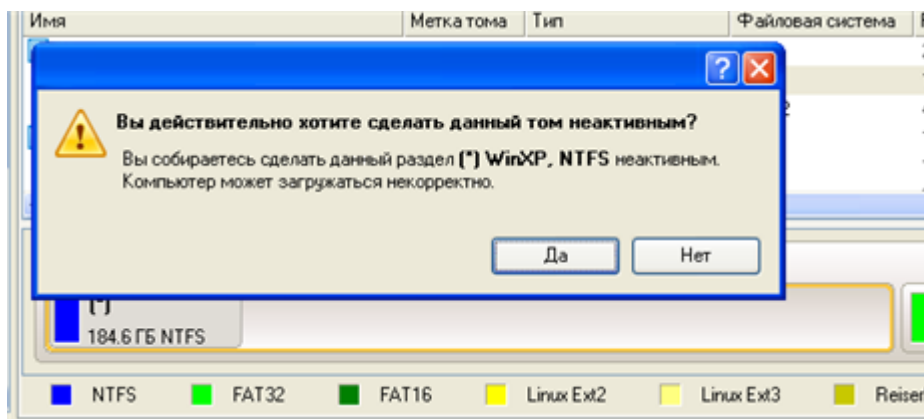 Имя Метка тома Тип Файловая система
Вы действительно хотите сделать данный том неактивным?
Вы собираетесь сделать данный раздел (*) WinXP, NTFS неактивным.
Компьютер может загружаться некорректно.
Да Нет
(*)
184.6 ГБ NTFS
NTFS FAT32 FAT16 Linux Ext2 Linux Ext3 Reiser